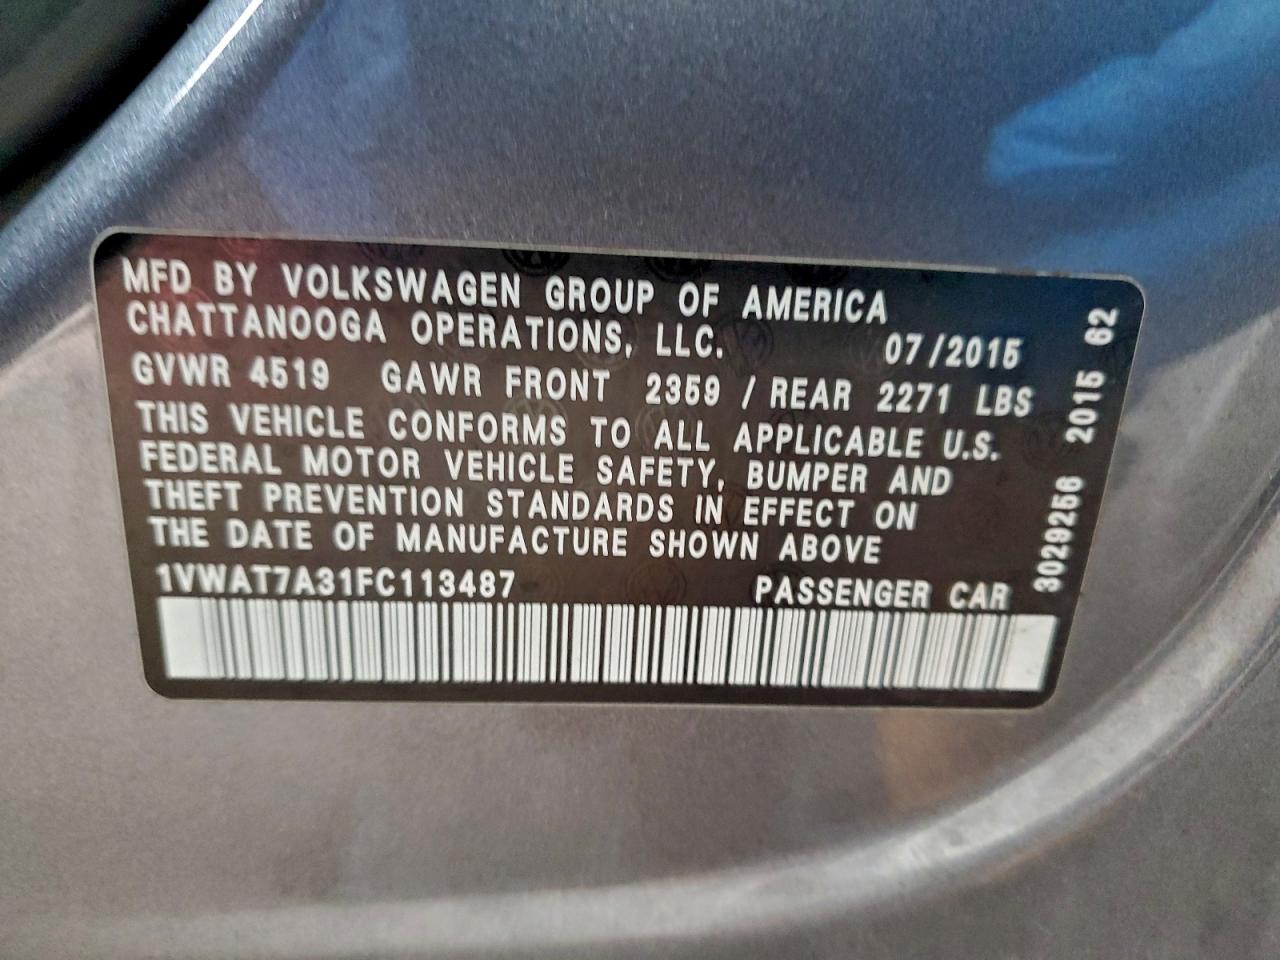 MFD BY VOLKSWAGEN GROUP OF AMERICA
CHATTANOOGA OPERATIONS, LLC. 07/2015
GVWR 4519 GAWR FRONT 2359 / REAR 2271 LBS
THIS VEHICLE CONFORMS TO ALL APPLICABLE U.S.
FEDERAL MOTOR VEHICLE SAFETY, BUMPER AND
THEFT PREVENTION STANDARDS IN EFFECT ON
THE DATE OF MANUFACTURE SHOWN ABOVE
1VWAT7A31FC113487 PASSENGER CAR
3029256 2015 62